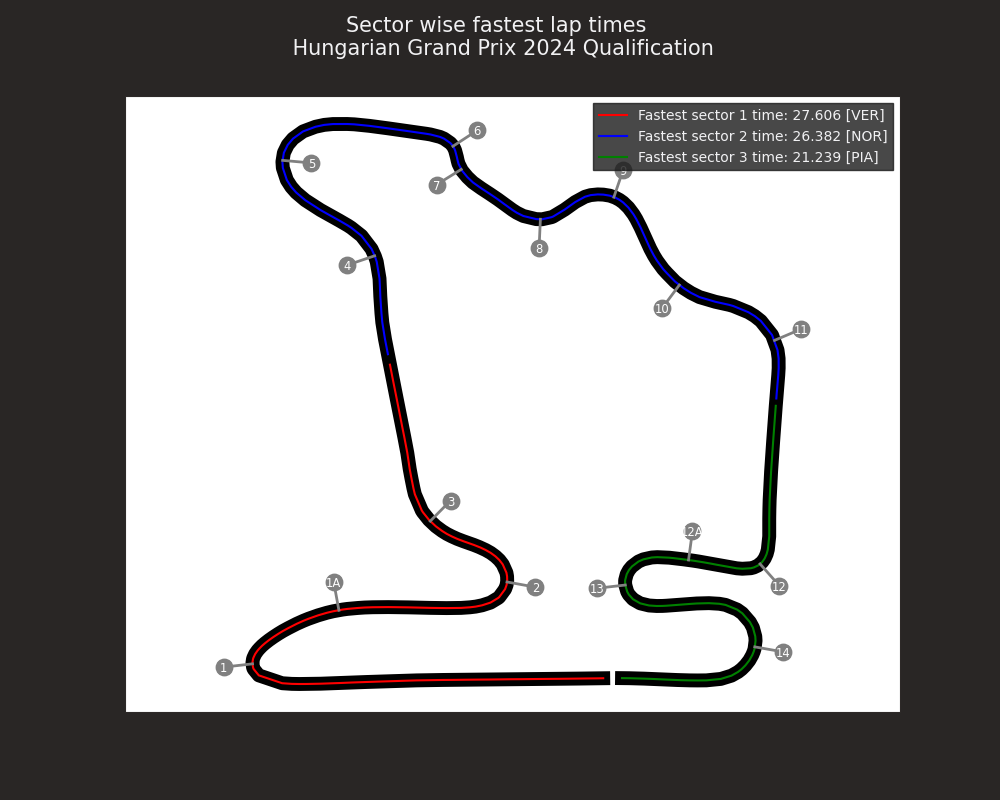 Sector wise fastest lap times
Hungarian Grand Prix 2024 Qualification
Fastest sector 1 time: 27.606 [VER]
Fastest sector 2 time: 26.382 [NOR]
Fastest sector 3 time: 21.239 [PIA]
6
5
9
7
8
4
10
11
3
12A
1A
2
13
12
14
1